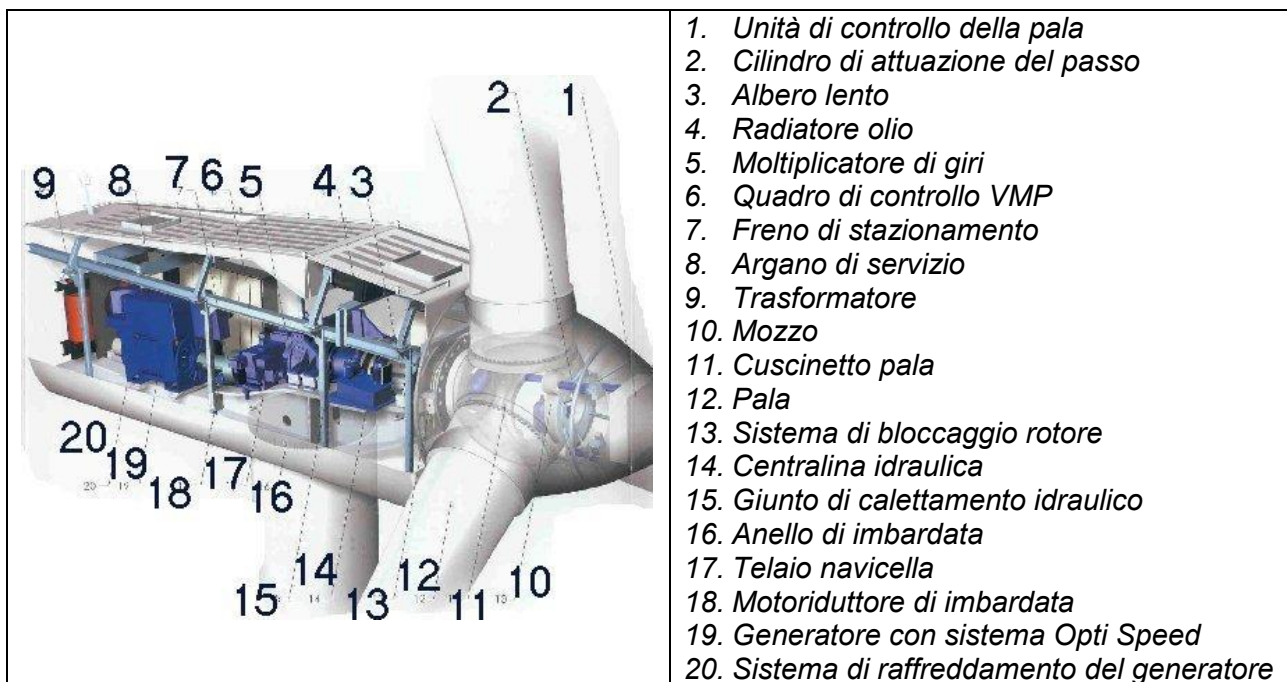 2 1
9 8 7 6 5 4 3
20 19 18 17 16
15 14 13 12 11 10
1. Unità di controllo della pala
2. Cilindro di attuazione del passo
3. Albero lento
4. Radiatore olio
5. Moltiplicatore di giri
6. Quadro di controllo VMP
7. Freno di stazionamento
8. Argano di servizio
9. Trasformatore
10. Mozzo
11. Cuscinetto pala
12. Pala
13. Sistema di bloccaggio rotore
14. Centralina idraulica
15. Giunto di calettamento idraulico
16. Anello di imbardata
17. Telaio navicella
18. Motoriduttore di imbardata
19. Generatore con sistema Opti Speed
20. Sistema di raffreddamento del generatore